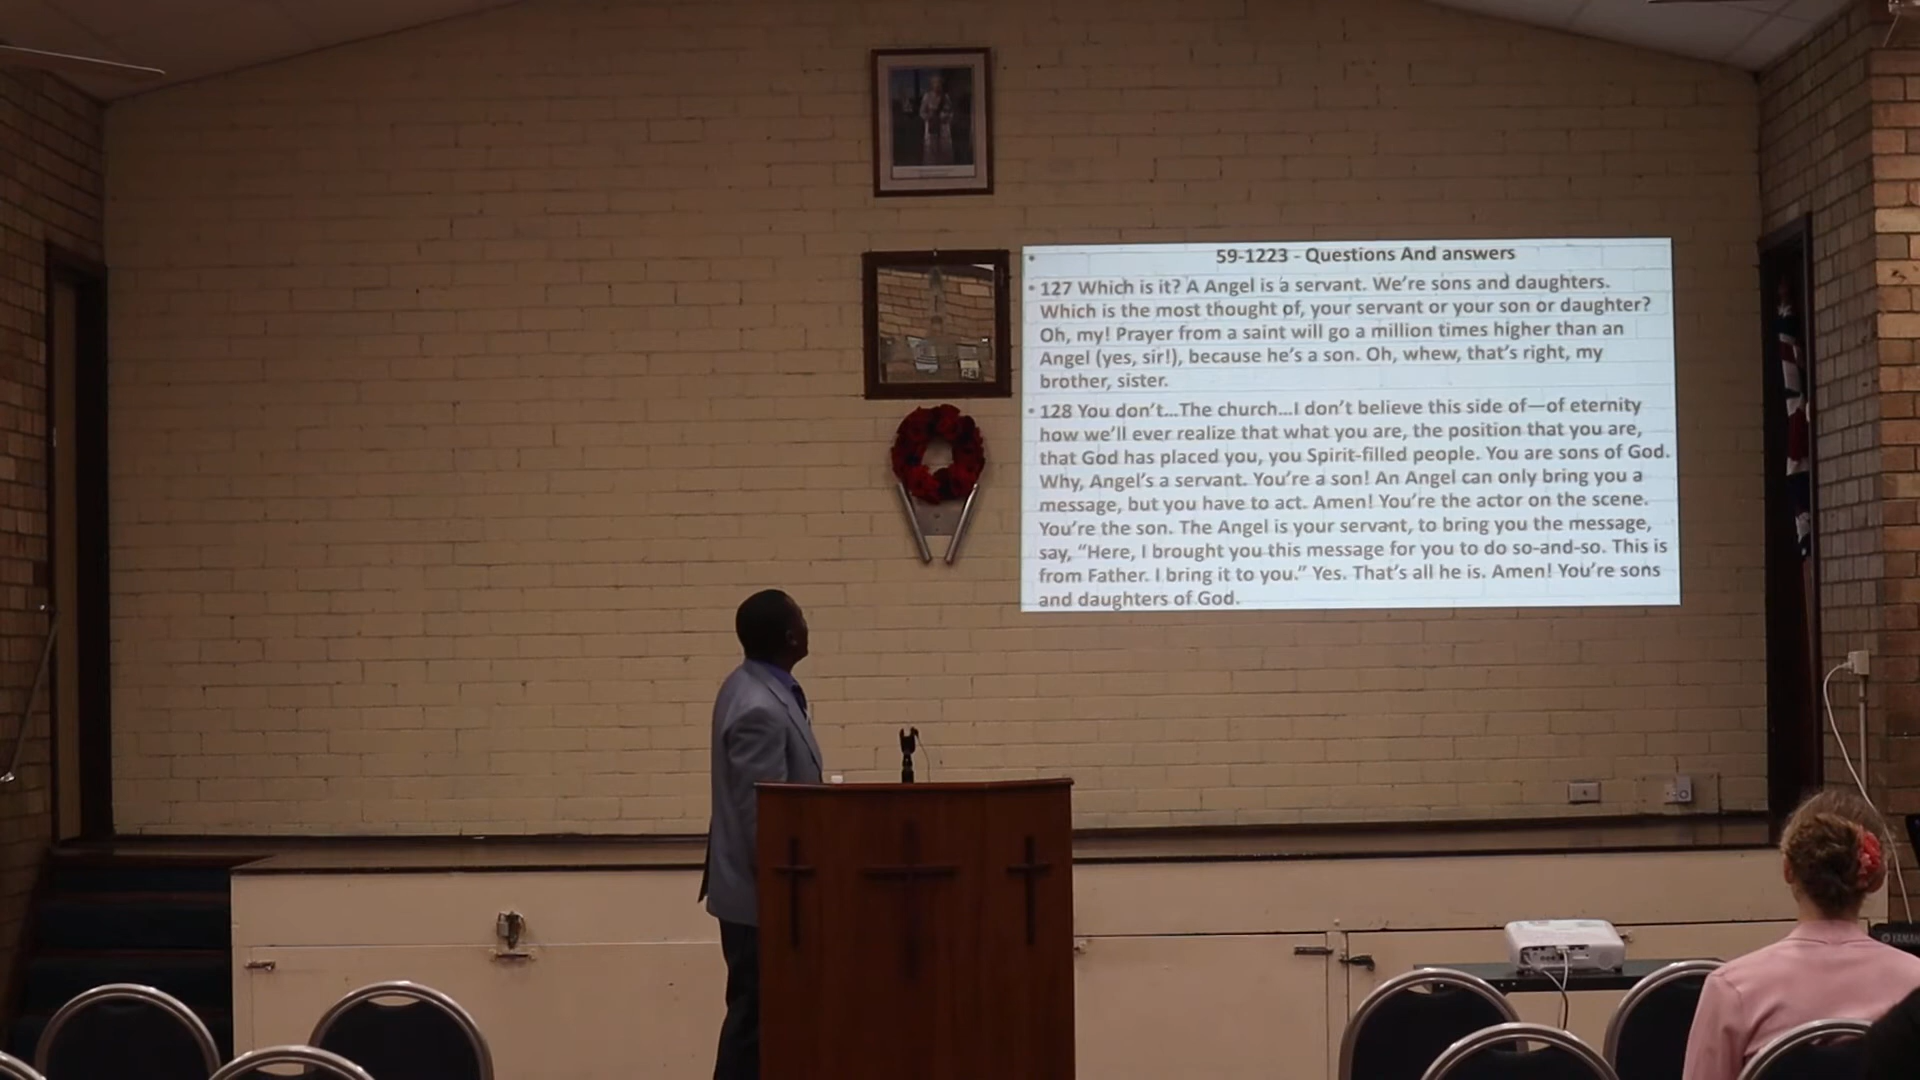 59-1223 - Questions And answers
• 127 Which is it? A Angel is a servant. We're sons and daughters.
Which is the most thought of, your servant or your son or daughter?
Oh, my! Prayer from a saint will go a million times higher than an
Angel (yes, sir!), because he's a son. Oh, whew, that's right, my
brother, sister.
• 128 You don't...The church...I don't believe this side of—of eternity
how we'll ever realize that what you are, the position that you are,
that God has placed you, you Spirit-filled people. You are sons of God.
Why, Angel's a servant. You're a son! An Angel can only bring you a
message, but you have to act. Amen! You're the actor on the scene.
You're the son. The Angel is your servant, to bring you the message,
say, "Here, I brought you this message for you to do so-and-so. This is
from Father. I bring it to you." Yes. That's all he is. Amen! You're sons
and daughters of God.